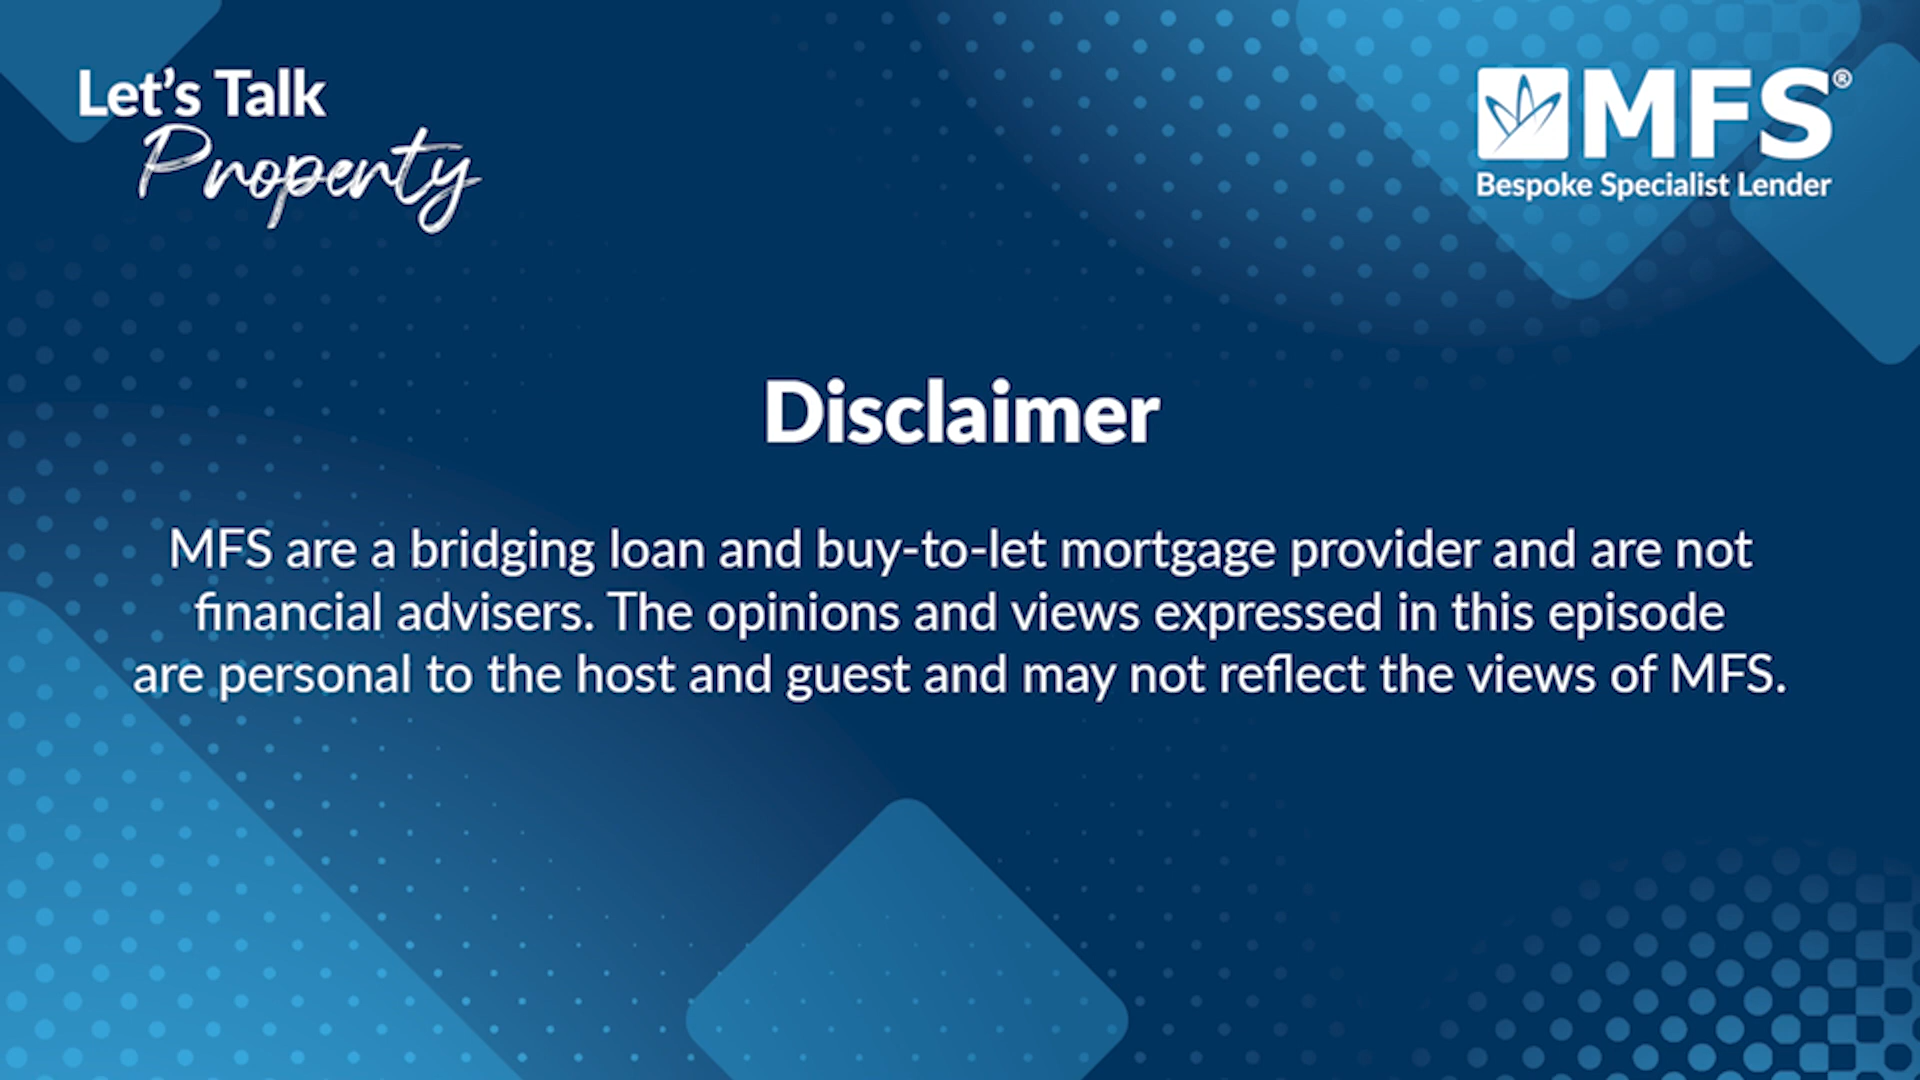 Let's Talk
Property
MFS®
Bespoke Specialist Lender
Disclaimer
MFS are a bridging loan and buy-to-let mortgage provider and are not
financial advisers. The opinions and views expressed in this episode
are personal to the host and guest and may not reflect the views of MFS.